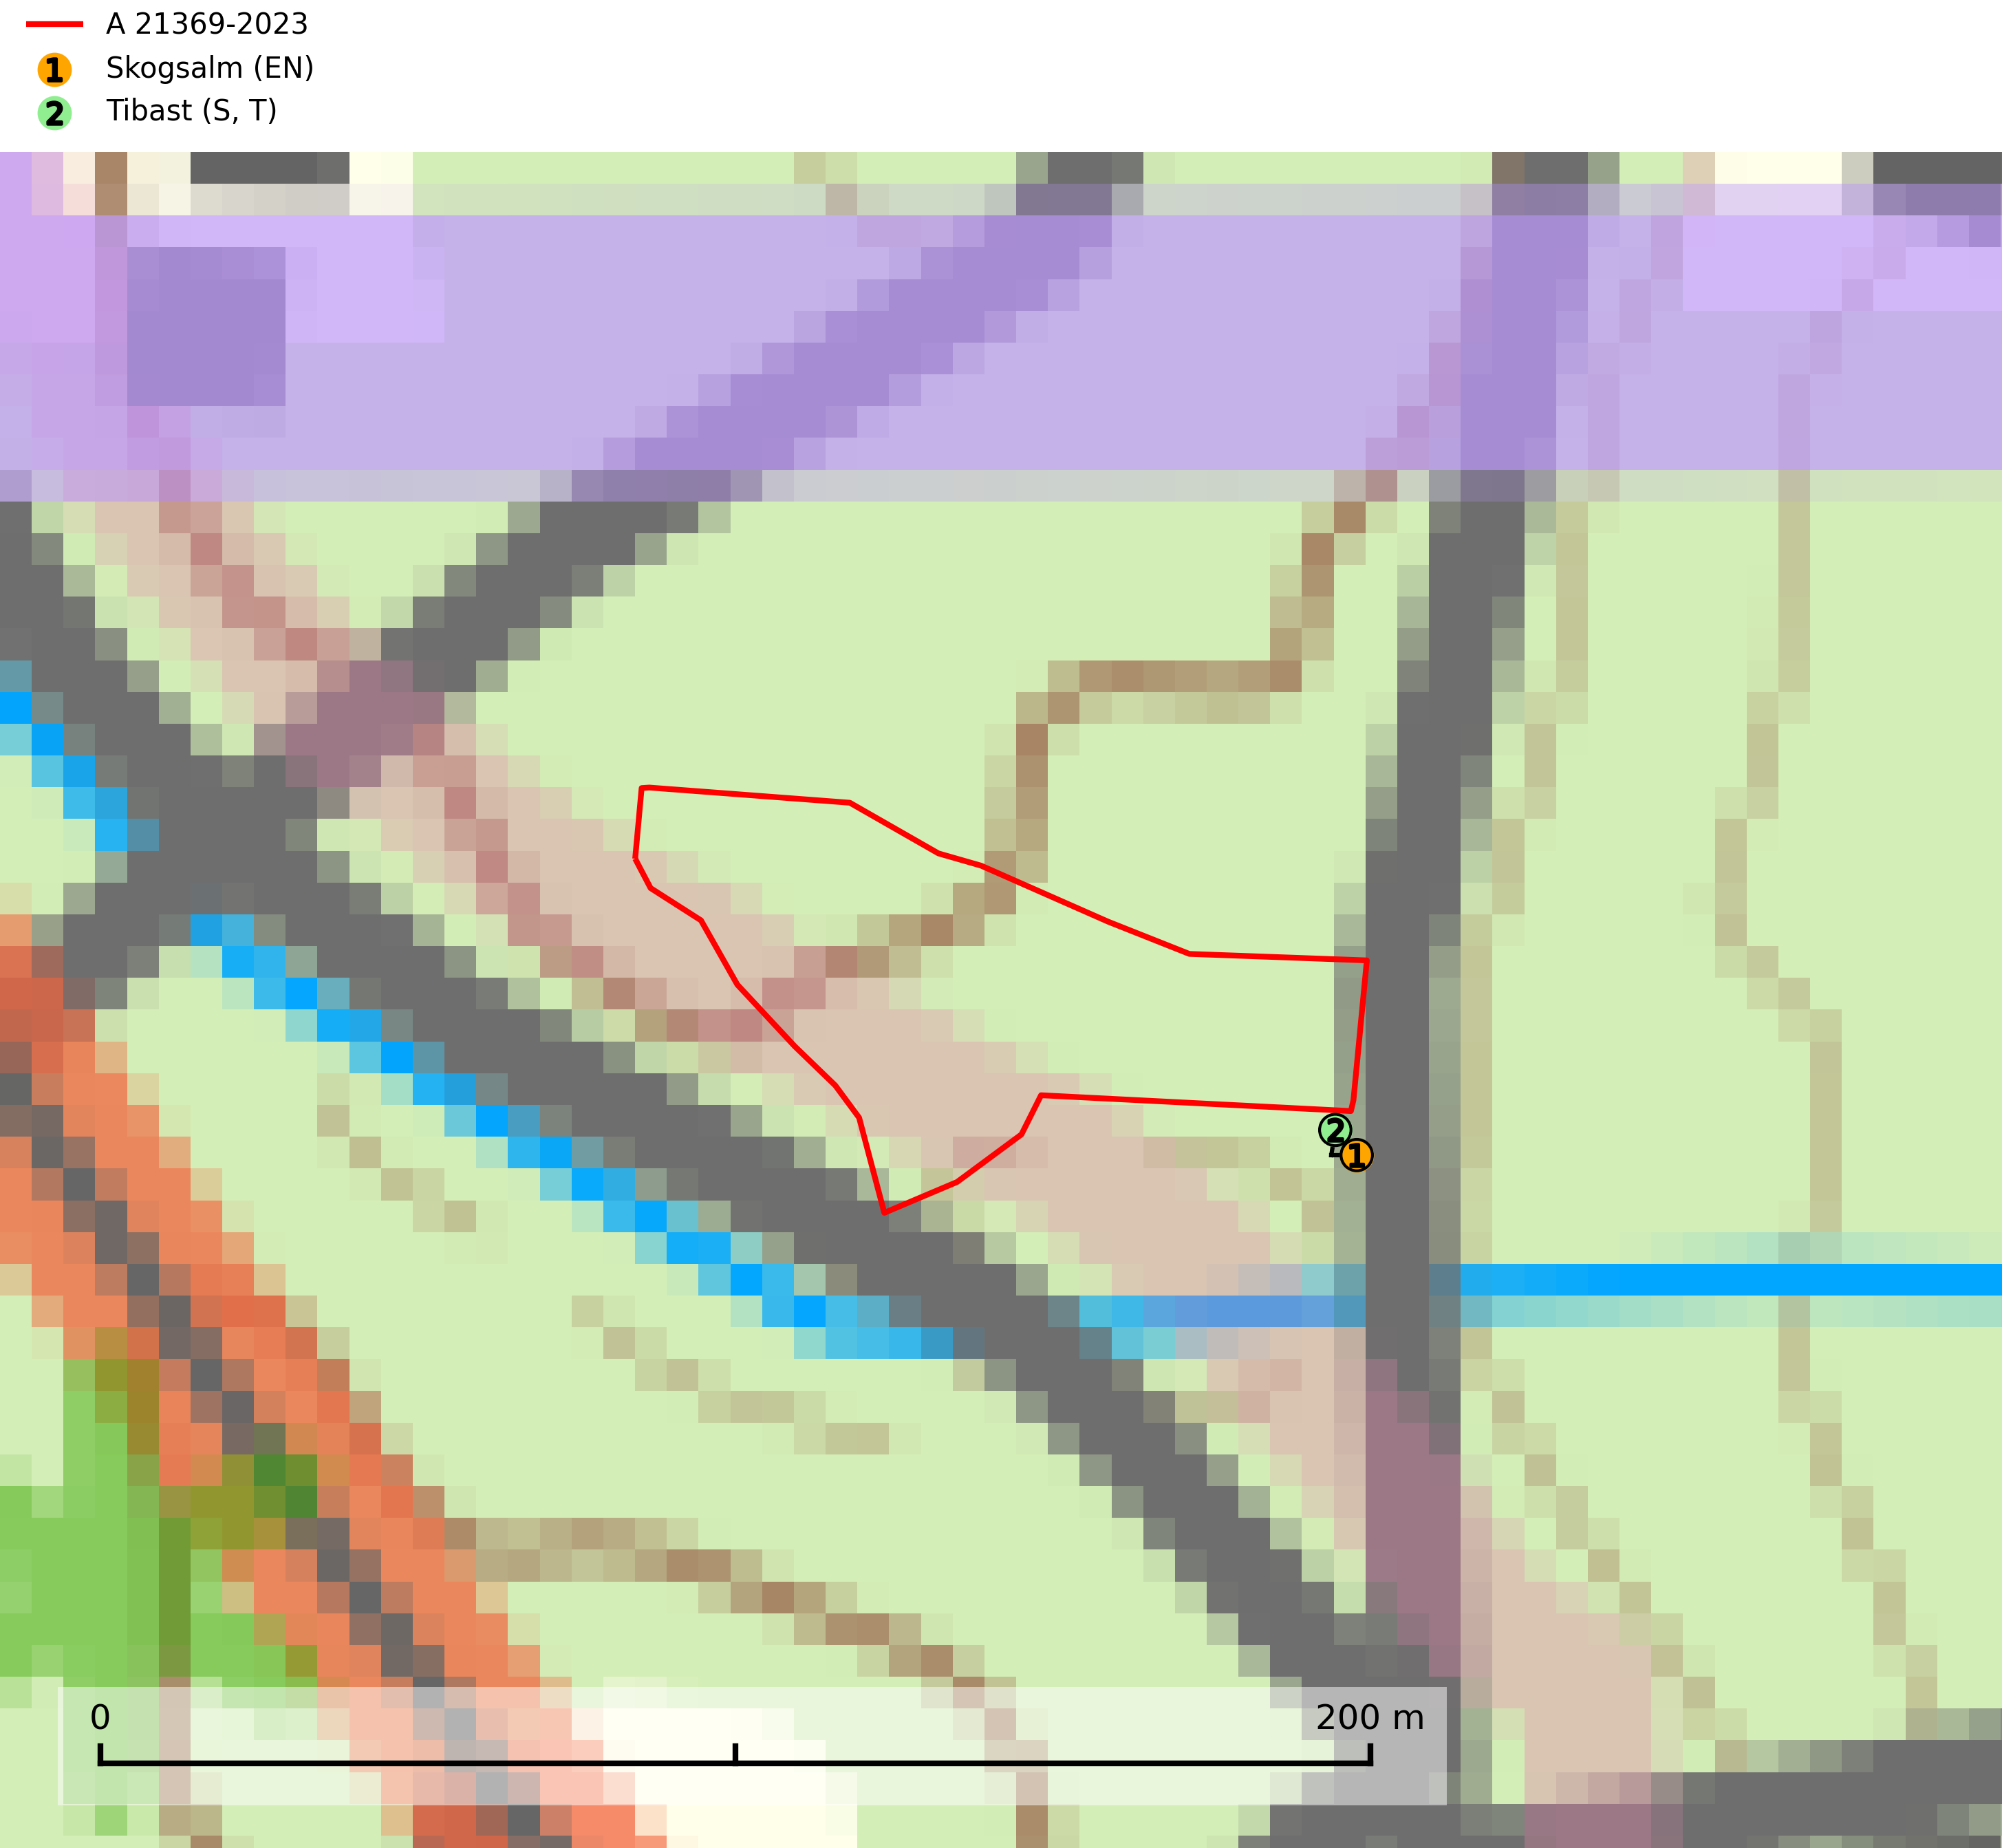 A 21369-2023
1 Skogsalm (EN)
2 Tibast (S, T)
2
1
0 200 m